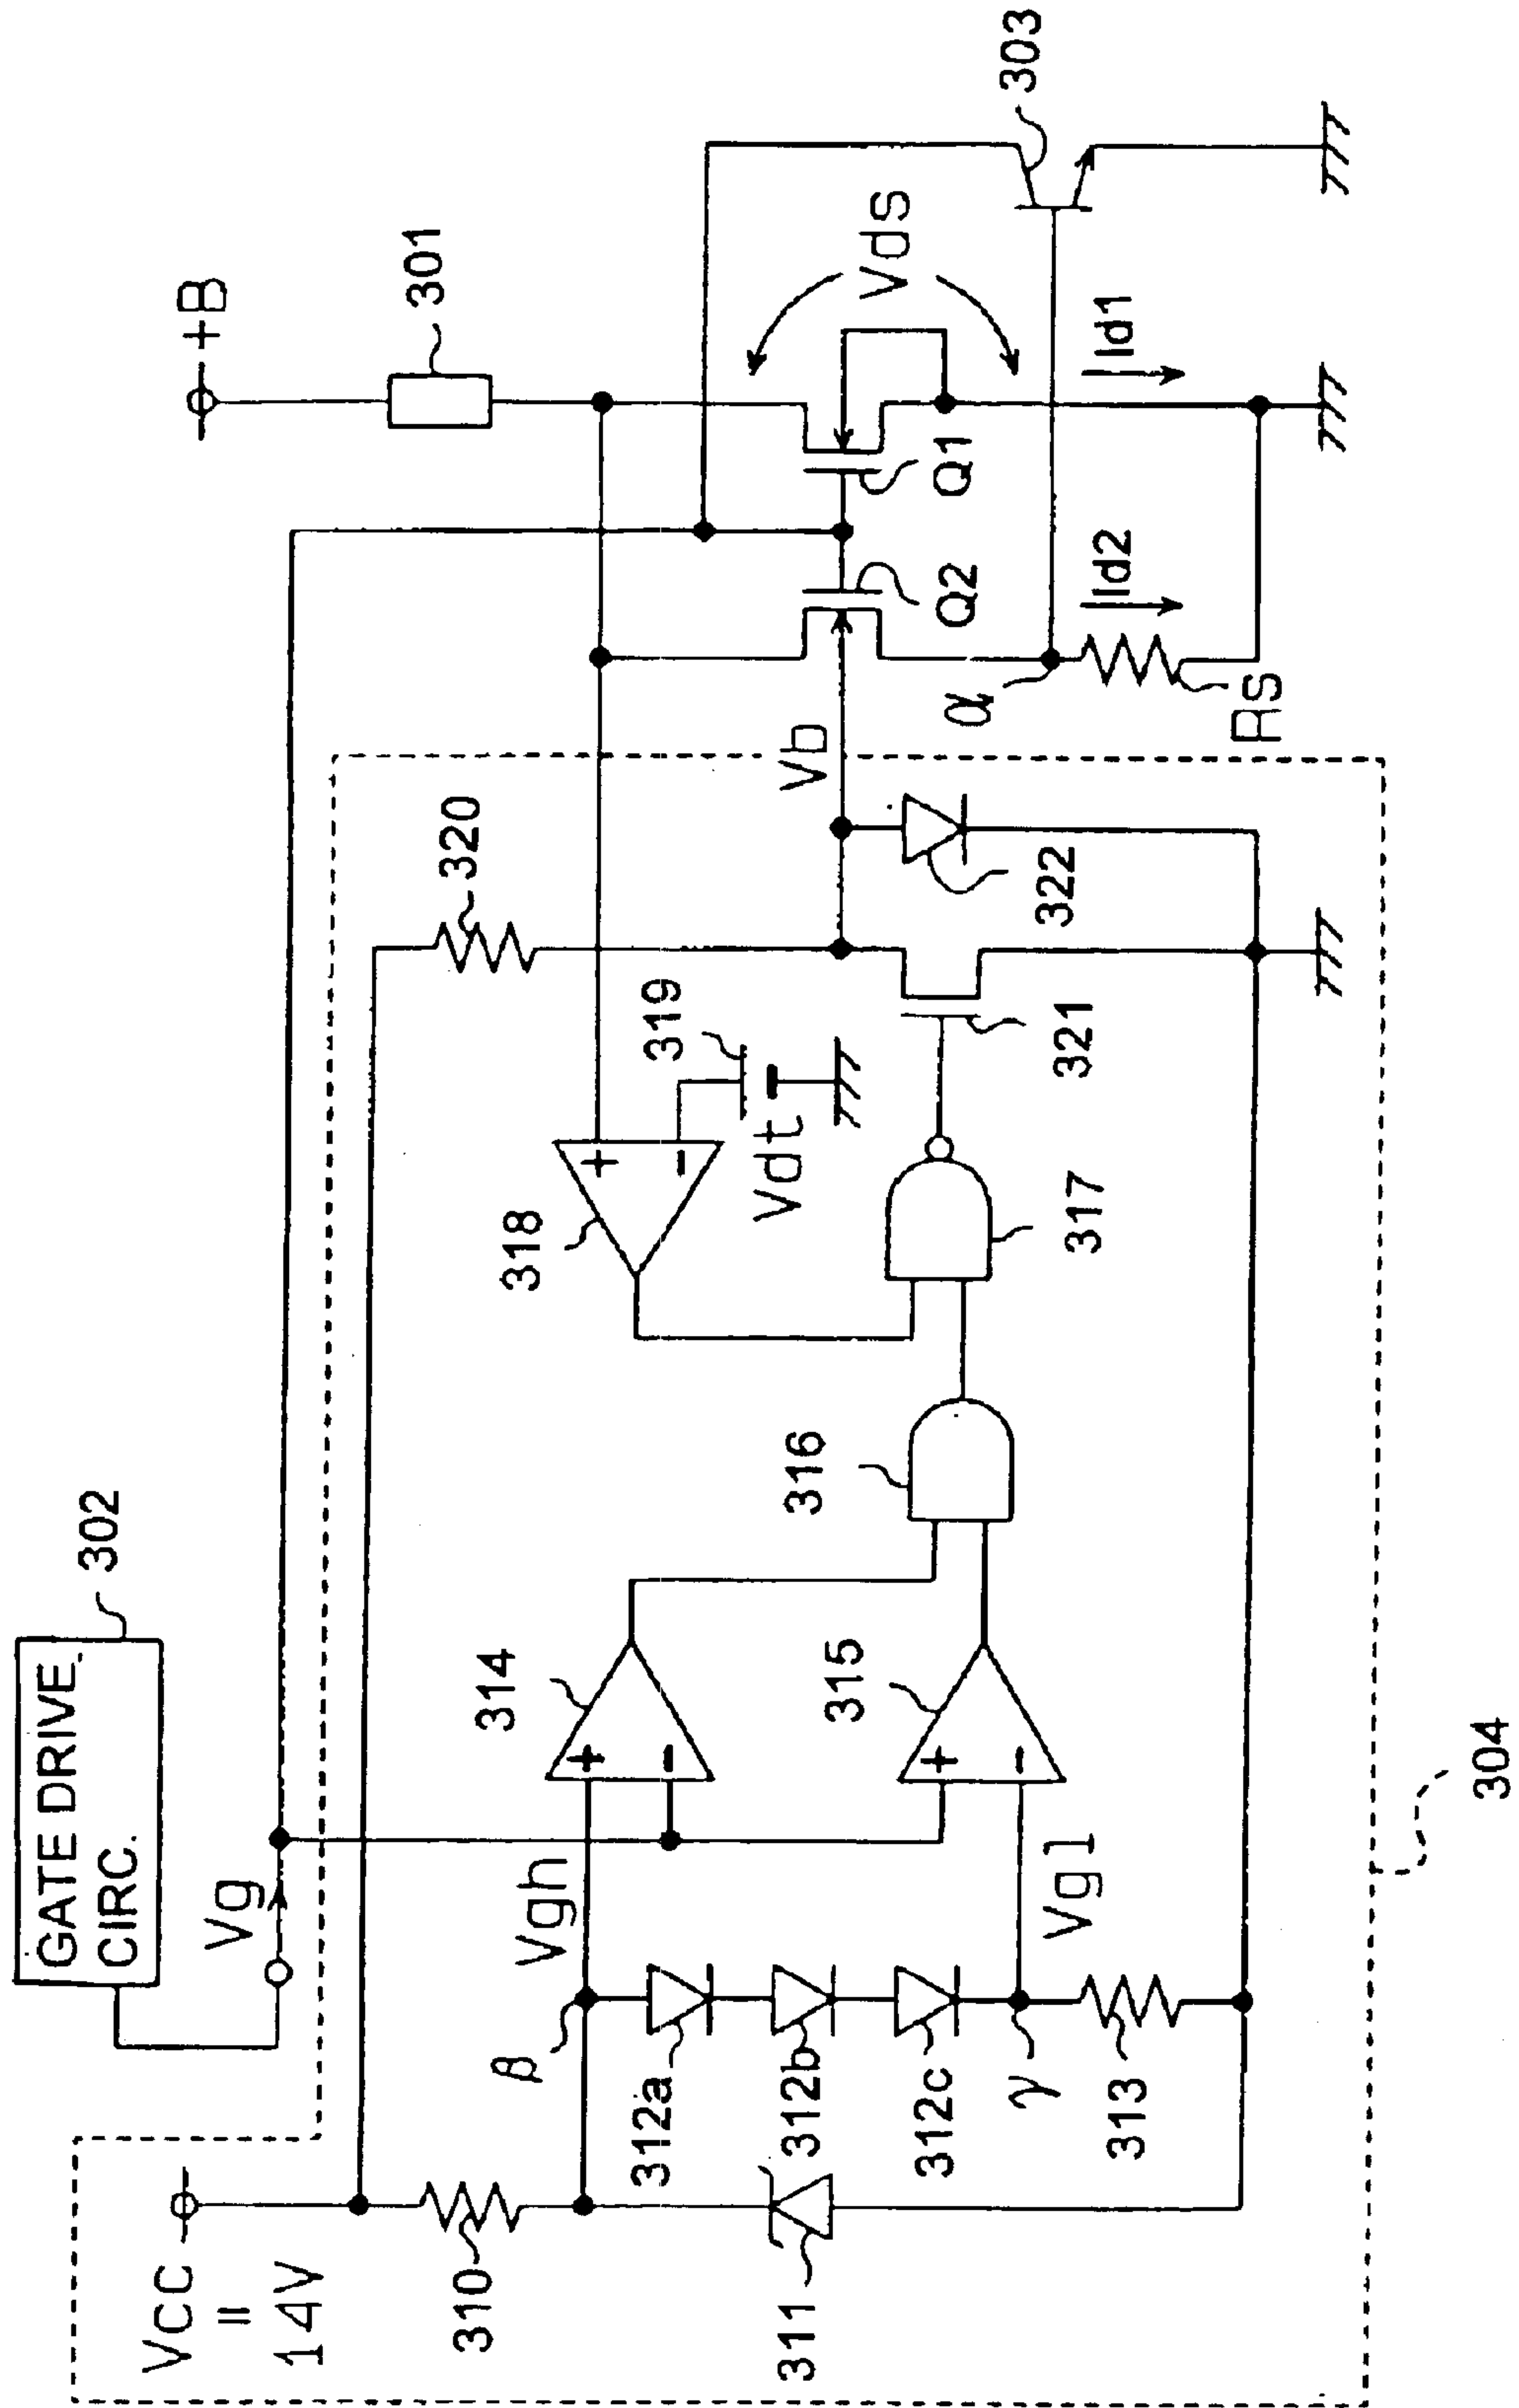 GATE DRIVE
CIRC.
302
Vg
VCC
=
14V
310
311
β
312a
312b
312c
γ
313
Vgh
Vgl
+
−
314
+
−
315
316
317
318
+
−
319
Vdt
320
321
322
Vb
+B
301
Q1
Q2
Vds
303
Id1
Id2
α
RS
304